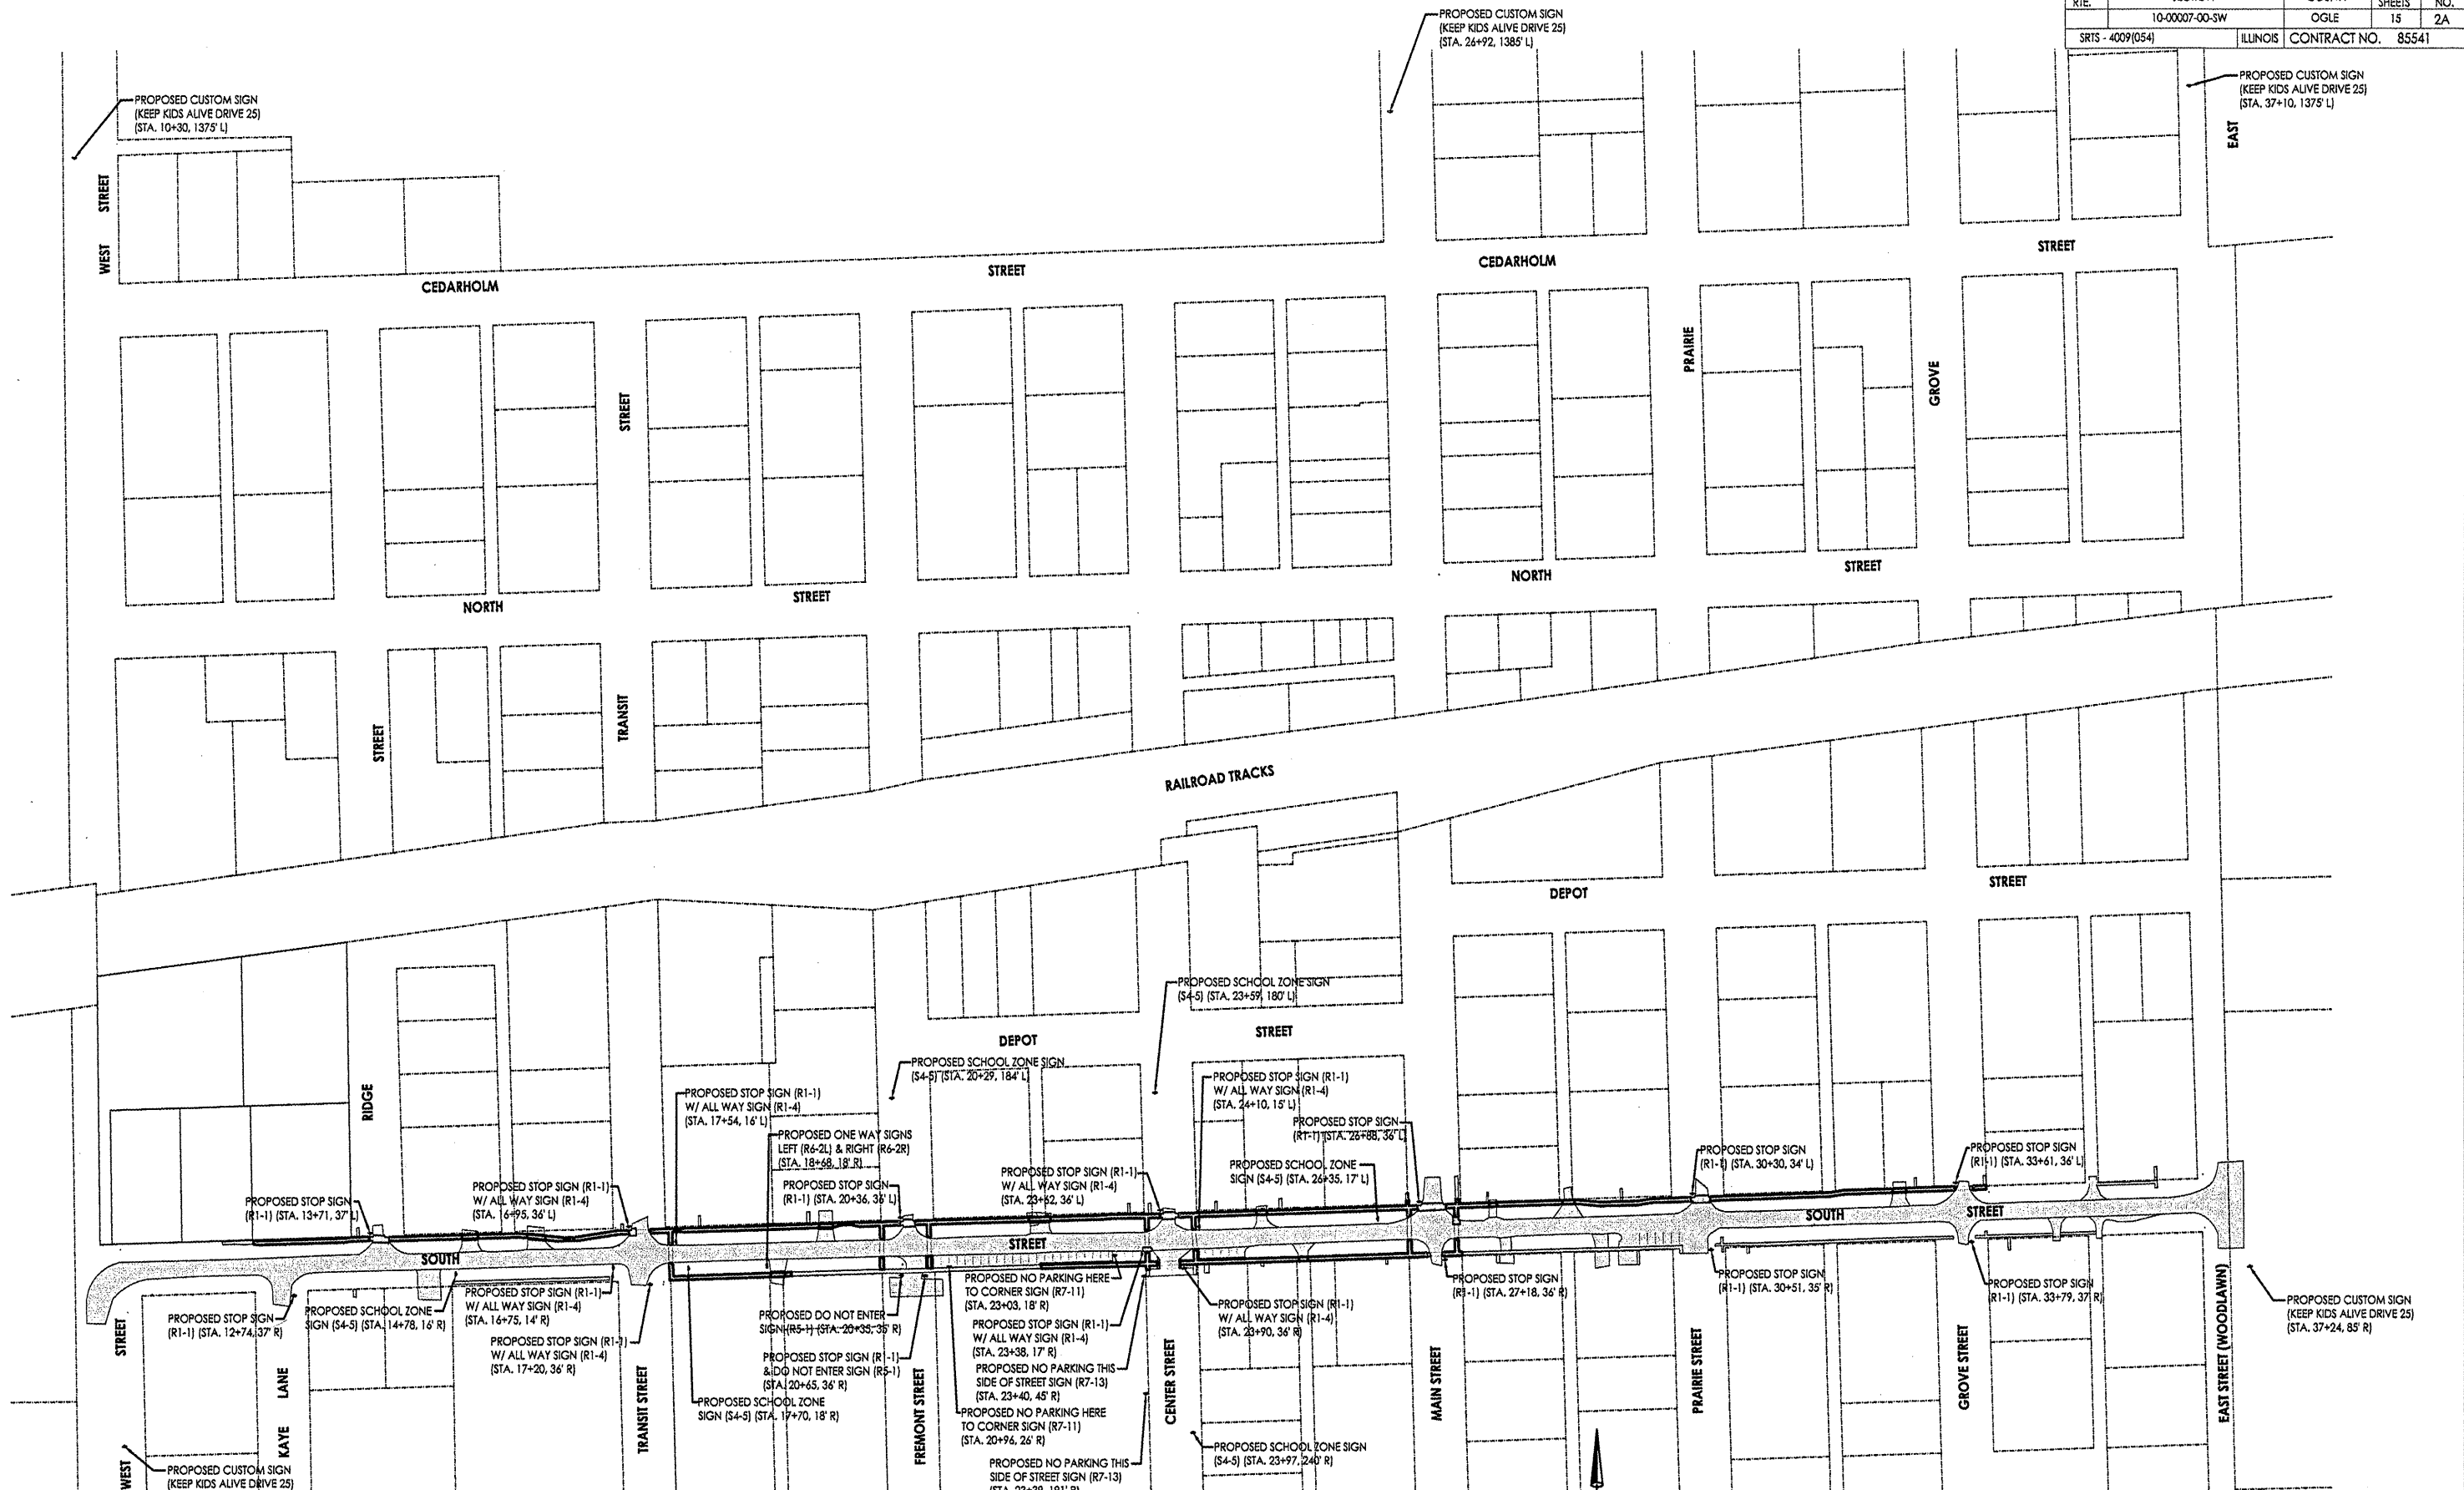 SHEETS
NO.
RTE.
10-00007-00-SW
OGLE
15
2A
SRTS - 4009(054)
ILLINOIS
CONTRACT NO. 85541
PROPOSED CUSTOM SIGN
(KEEP KIDS ALIVE DRIVE 25)
(STA. 26+92, 1385' L)
PROPOSED CUSTOM SIGN
(KEEP KIDS ALIVE DRIVE 25)
(STA. 37+10, 1375' L)
PROPOSED CUSTOM SIGN
(KEEP KIDS ALIVE DRIVE 25)
(STA. 10+30, 1375' L)
EAST
WEST STREET
CEDARHOLM
STREET
CEDARHOLM
STREET
STREET
PRAIRIE
GROVE
NORTH
STREET
NORTH
STREET
STREET
TRANSIT
RAILROAD TRACKS
DEPOT
STREET
PROPOSED SCHOOL ZONE SIGN
(S4-5) (STA. 23+59, 180' L)
DEPOT
STREET
RIDGE
PROPOSED SCHOOL ZONE SIGN
(S4-5) (STA. 20+29, 184' L)
PROPOSED STOP SIGN (R1-1)
W/ ALL WAY SIGN (R1-4)
(STA. 17+54, 16' L)
PROPOSED STOP SIGN (R1-1)
W/ ALL WAY SIGN (R1-4)
(STA. 24+10, 15' L)
PROPOSED ONE WAY SIGNS
LEFT (R6-2L) & RIGHT (R6-2R)
(STA. 18+68, 18' R)
PROPOSED STOP SIGN
(R1-1) (STA. 26+88, 36' L)
PROPOSED STOP SIGN
(R1-1) (STA. 30+30, 34' L)
PROPOSED STOP SIGN
(R1-1) (STA. 33+61, 36' L)
PROPOSED STOP SIGN
(R1-1) (STA. 13+71, 37' L)
PROPOSED STOP SIGN (R1-1)
W/ ALL WAY SIGN (R1-4)
(STA. 16+95, 36' L)
PROPOSED STOP SIGN
(R1-1) (STA. 20+36, 36' L)
PROPOSED STOP SIGN (R1-1)
W/ ALL WAY SIGN (R1-4)
(STA. 23+62, 36' L)
PROPOSED SCHOOL ZONE
SIGN (S4-5) (STA. 26+35, 17' L)
SOUTH
STREET
SOUTH
STREET
PROPOSED STOP SIGN
(R1-1) (STA. 12+74, 37' R)
PROPOSED SCHOOL ZONE
SIGN (S4-5) (STA. 14+78, 16' R)
PROPOSED STOP SIGN (R1-1)
W/ ALL WAY SIGN (R1-4)
(STA. 16+75, 14' R)
PROPOSED STOP SIGN (R1-1)
W/ ALL WAY SIGN (R1-4)
(STA. 17+20, 36' R)
PROPOSED DO NOT ENTER
SIGN (R5-1) (STA. 20+35, 35' R)
PROPOSED STOP SIGN (R1-1)
& DO NOT ENTER SIGN (R5-1)
(STA. 20+65, 36' R)
PROPOSED SCHOOL ZONE
SIGN (S4-5) (STA. 17+70, 18' R)
PROPOSED NO PARKING HERE
TO CORNER SIGN (R7-11)
(STA. 23+03, 18' R)
PROPOSED STOP SIGN (R1-1)
W/ ALL WAY SIGN (R1-4)
(STA. 23+38, 17' R)
PROPOSED NO PARKING THIS
SIDE OF STREET SIGN (R7-13)
(STA. 23+40, 45' R)
PROPOSED NO PARKING HERE
TO CORNER SIGN (R7-11)
(STA. 20+96, 26' R)
PROPOSED NO PARKING THIS
SIDE OF STREET SIGN (R7-13)
PROPOSED STOP SIGN (R1-1)
W/ ALL WAY SIGN (R1-4)
(STA. 23+90, 36' R)
PROPOSED SCHOOL ZONE SIGN
(S4-5) (STA. 23+97, 240' R)
PROPOSED STOP SIGN
(R1-1) (STA. 27+18, 36' R)
PROPOSED STOP SIGN
(R1-1) (STA. 30+51, 35' R)
PROPOSED STOP SIGN
(R1-1) (STA. 33+79, 37' R)
PROPOSED CUSTOM SIGN
(KEEP KIDS ALIVE DRIVE 25)
(STA. 37+24, 85' R)
WEST STREET
KAYE LANE
TRANSIT STREET
FREMONT STREET
CENTER STREET
MAIN STREET
PRAIRIE STREET
GROVE STREET
EAST STREET (WOODLAWN)
PROPOSED CUSTOM SIGN
(KEEP KIDS ALIVE DRIVE 25)